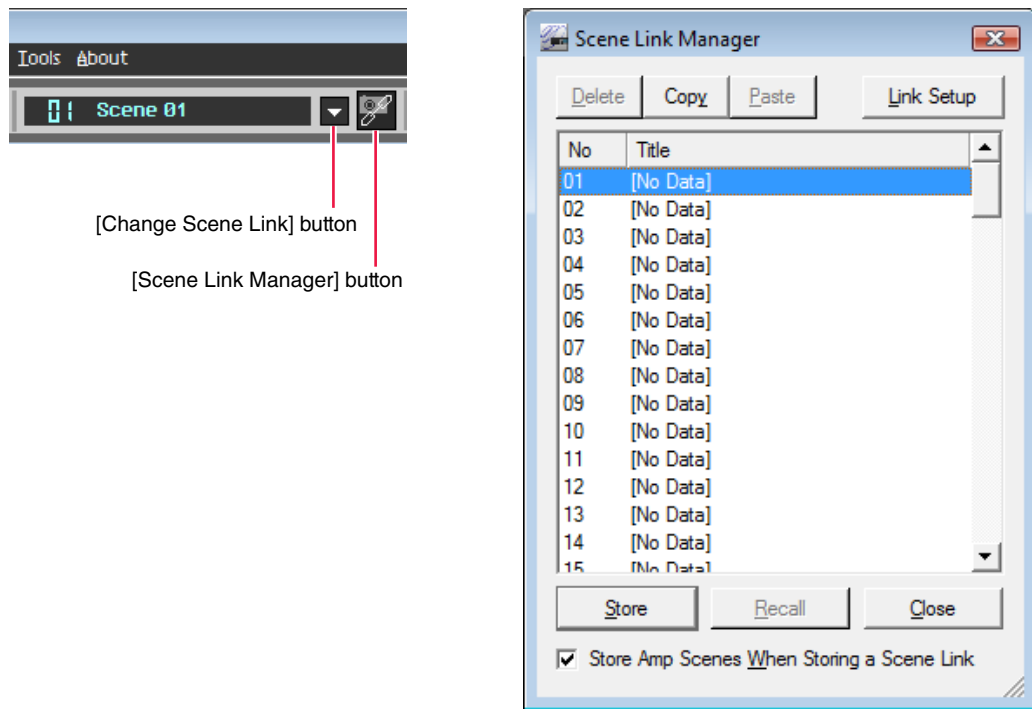 Tools About
01 Scene 01
[Change Scene Link] button
[Scene Link Manager] button
Scene Link Manager
Delete Copy Paste Link Setup
No Title
01 [No Data]
02 [No Data]
03 [No Data]
04 [No Data]
05 [No Data]
06 [No Data]
07 [No Data]
08 [No Data]
09 [No Data]
10 [No Data]
11 [No Data]
12 [No Data]
13 [No Data]
14 [No Data]
15 [No Data]
Store Recall Close
Store Amp Scenes When Storing a Scene Link